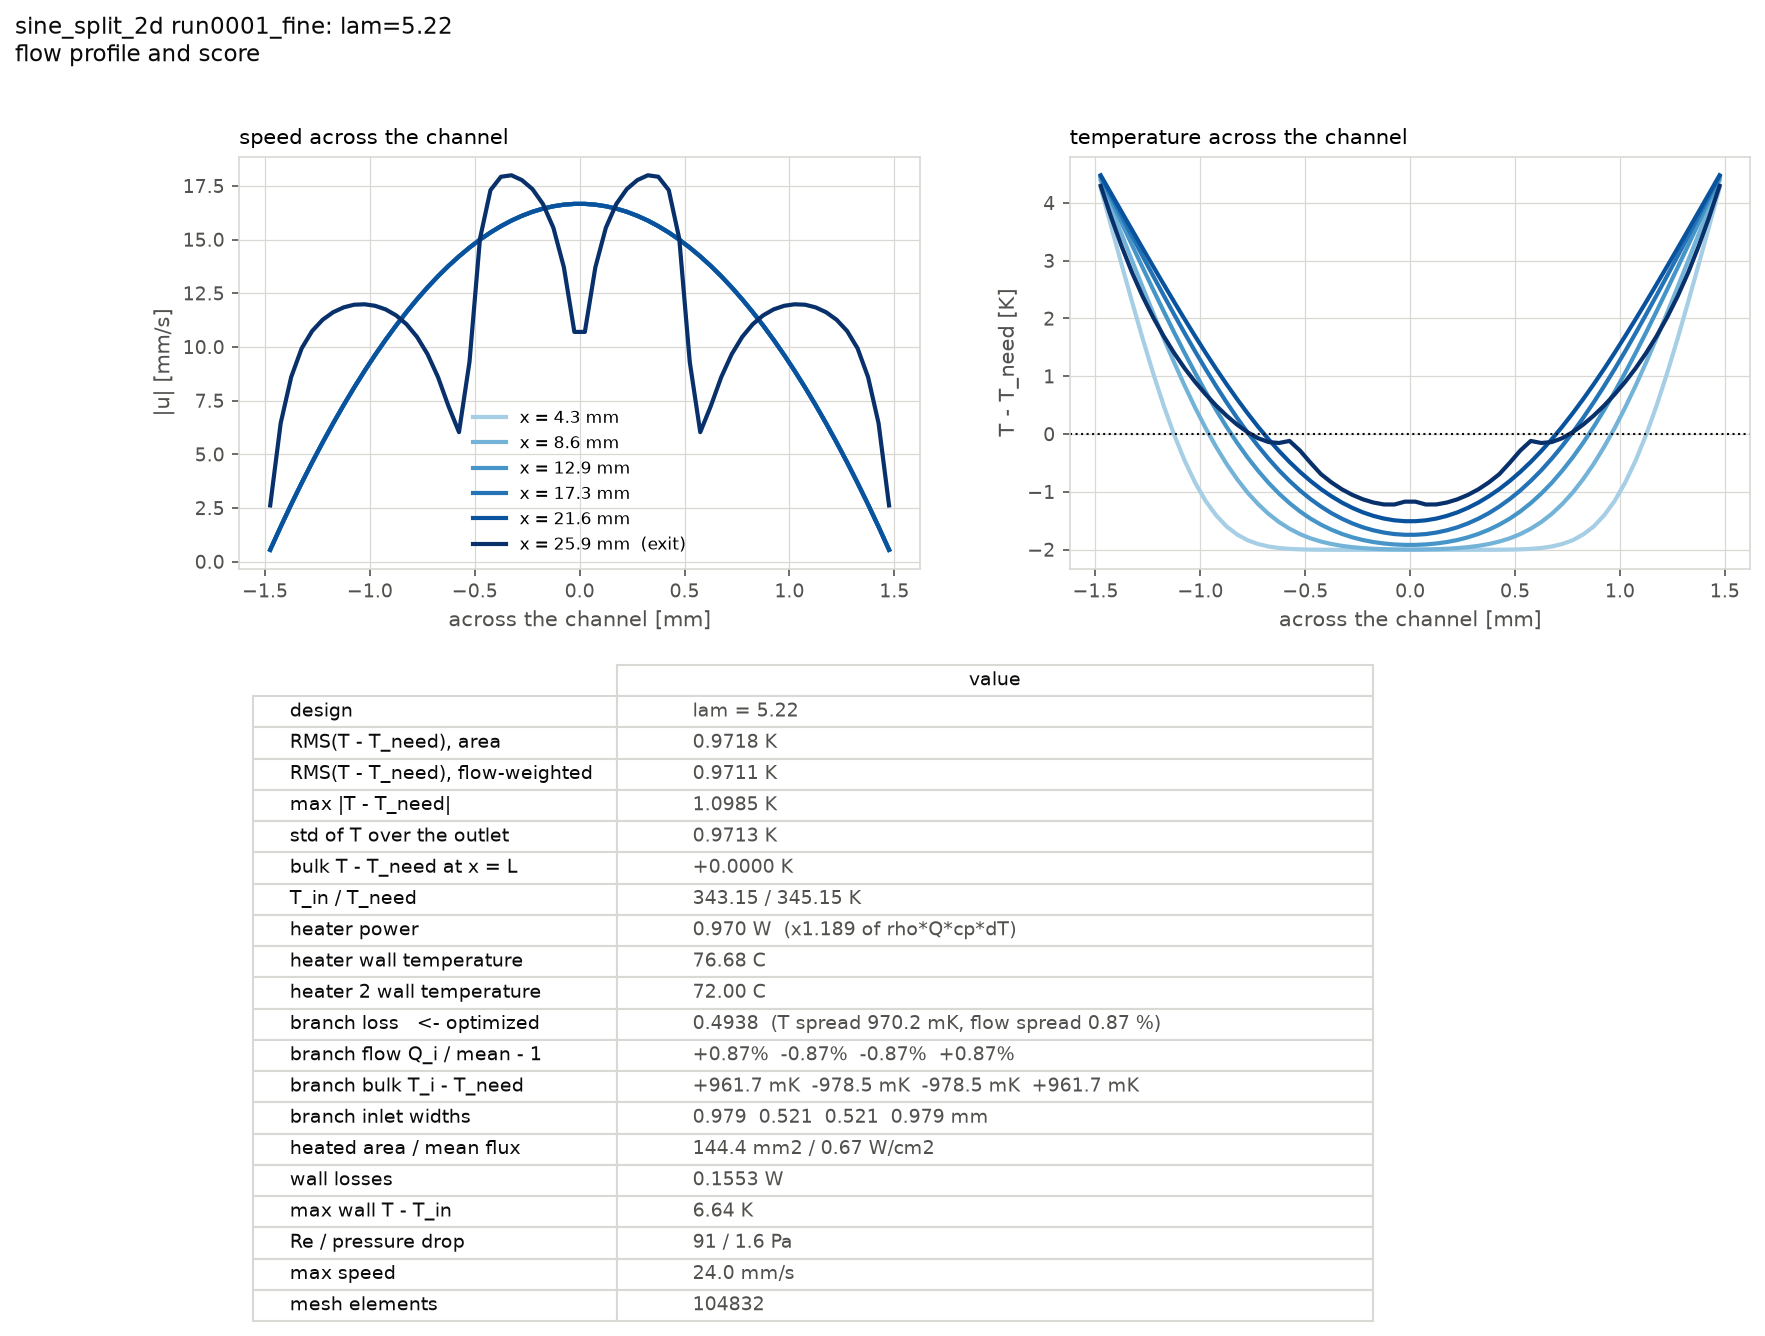 sine_split_2d run0001_fine: lam=5.22
flow profile and score
speed across the channel
|u| [mm/s]
17.5
15.0
12.5
10.0
7.5
5.0
2.5
0.0
x = 4.3 mm
x = 8.6 mm
x = 12.9 mm
x = 17.3 mm
x = 21.6 mm
x = 25.9 mm  (exit)
−1.5 −1.0 −0.5 0.0 0.5 1.0 1.5
across the channel [mm]
temperature across the channel
T - T_need [K]
4
3
2
1
0
−1
−2
−1.5 −1.0 −0.5 0.0 0.5 1.0 1.5
across the channel [mm]
value
design lam = 5.22
RMS(T - T_need), area 0.9718 K
RMS(T - T_need), flow-weighted 0.9711 K
max |T - T_need| 1.0985 K
std of T over the outlet 0.9713 K
bulk T - T_need at x = L +0.0000 K
T_in / T_need 343.15 / 345.15 K
heater power 0.970 W  (x1.189 of rho*Q*cp*dT)
heater wall temperature 76.68 C
heater 2 wall temperature 72.00 C
branch loss   <- optimized 0.4938  (T spread 970.2 mK, flow spread 0.87 %)
branch flow Q_i / mean - 1 +0.87%  -0.87%  -0.87%  +0.87%
branch bulk T_i - T_need +961.7 mK  -978.5 mK  -978.5 mK  +961.7 mK
branch inlet widths 0.979  0.521  0.521  0.979 mm
heated area / mean flux 144.4 mm2 / 0.67 W/cm2
wall losses 0.1553 W
max wall T - T_in 6.64 K
Re / pressure drop 91 / 1.6 Pa
max speed 24.0 mm/s
mesh elements 104832